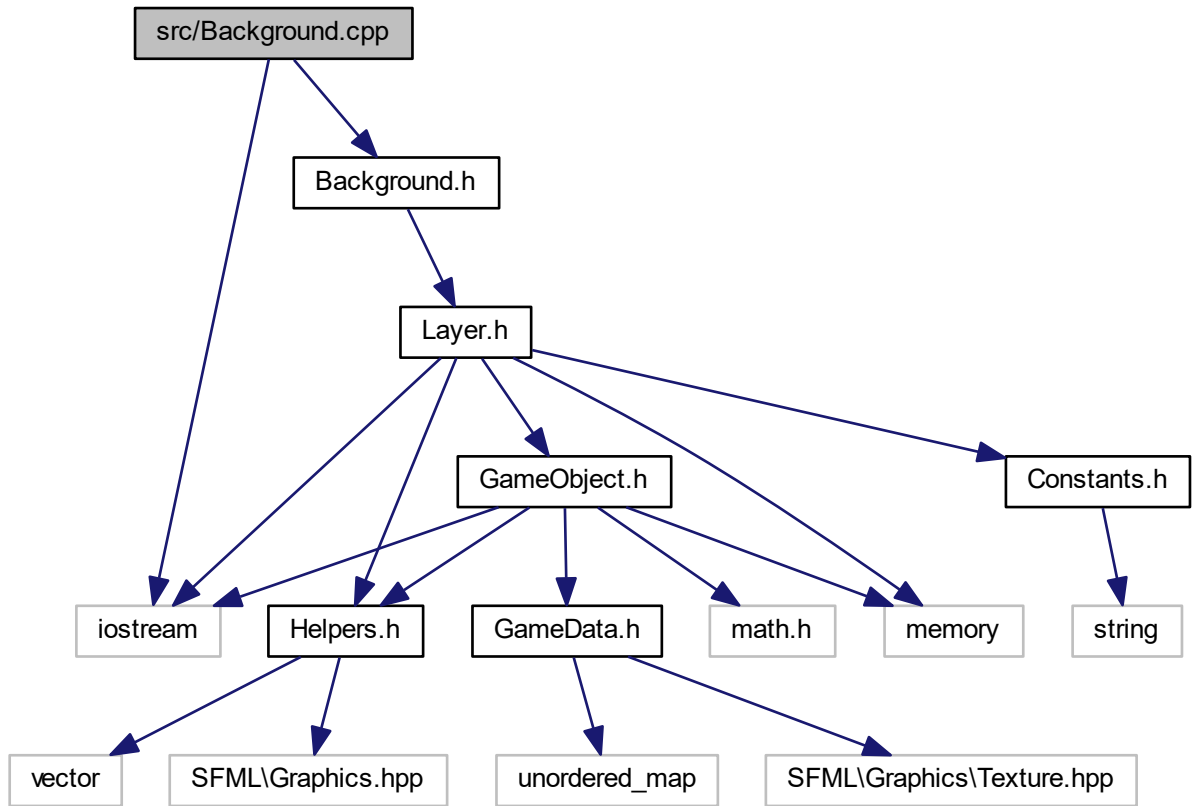 src/Background.cpp
Background.h
Layer.h
GameObject.h
Constants.h
iostream
Helpers.h
GameData.h
math.h
memory
string
vector
SFML\Graphics.hpp
unordered_map
SFML\Graphics\Texture.hpp